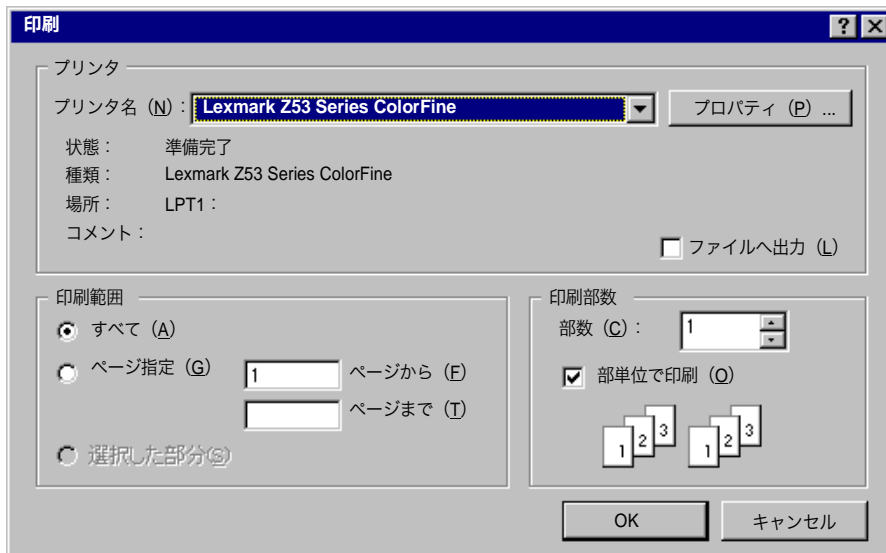 印刷
プリンタ
プリンタ名（N）： Lexmark Z53 Series ColorFine プロパティ（P）...
状態： 準備完了
種類： Lexmark Z53 Series ColorFine
場所： LPT1：
コメント：
ファイルへ出力（L）
印刷範囲
すべて（A）
ページ指定（G） 1 ページから（F）
ページまで（T）
選択した部分(S)
印刷部数
部数（C）： 1
部単位で印刷（O）
1 2 3 1 2 3
OK キャンセル